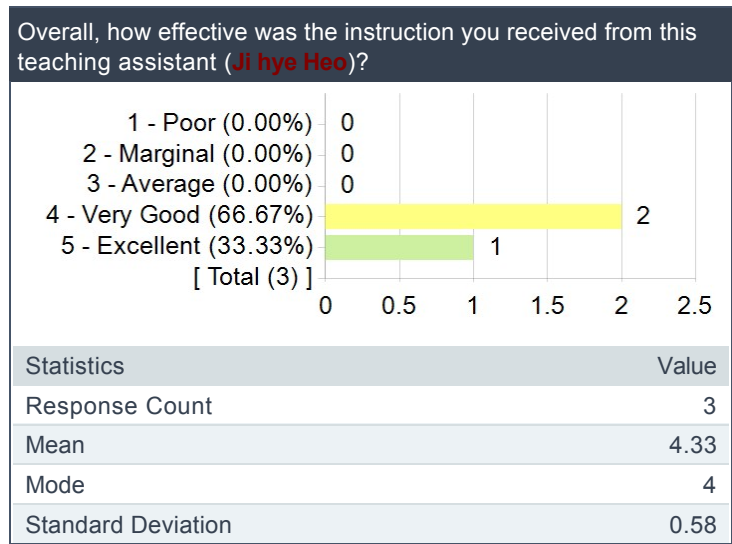 Overall, how effective was the instruction you received from this
teaching assistant (Ji hye Heo)?
1 - Poor (0.00%) 0
2 - Marginal (0.00%) 0
3 - Average (0.00%) 0
4 - Very Good (66.67%) 2
5 - Excellent (33.33%) 1
[ Total (3) ]
0 0.5 1 1.5 2 2.5
Statistics Value
Response Count 3
Mean 4.33
Mode 4
Standard Deviation 0.58